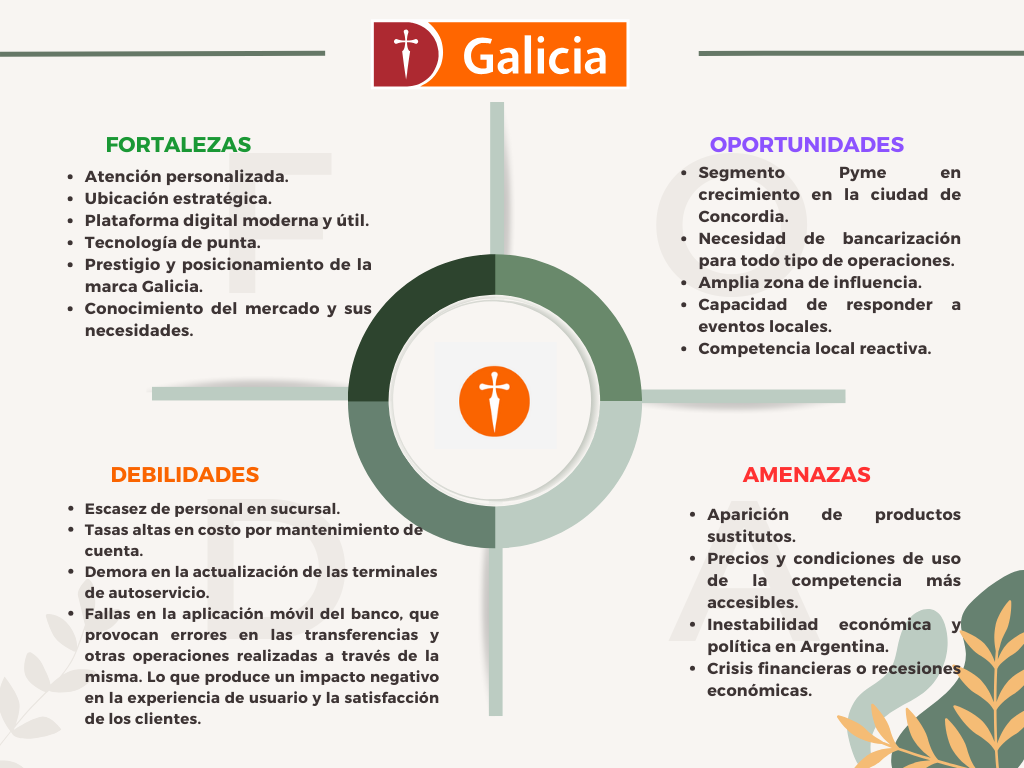 Galicia
FORTALEZAS
F
• Atención personalizada.
• Ubicación estratégica.
• Plataforma digital moderna y útil.
• Tecnología de punta.
• Prestigio y posicionamiento de la
marca Galicia.
• Conocimiento del mercado y sus
necesidades.
OPORTUNIDADES
O
• Segmento Pyme en
crecimiento en la ciudad de
Concordia.
• Necesidad de bancarización
para todo tipo de operaciones.
• Amplia zona de influencia.
• Capacidad de responder a
eventos locales.
• Competencia local reactiva.
DEBILIDADES
D
• Escasez de personal en sucursal.
• Tasas altas en costo por mantenimiento de
cuenta.
• Demora en la actualización de las terminales
de autoservicio.
• Fallas en la aplicación móvil del banco, que
provocan errores en las transferencias y
otras operaciones realizadas a través de la
misma. Lo que produce un impacto negativo
en la experiencia de usuario y la satisfacción
de los clientes.
AMENAZAS
A
• Aparición de productos
sustitutos.
• Precios y condiciones de uso
de la competencia más
accesibles.
• Inestabilidad económica y
política en Argentina.
• Crisis financieras o recesiones
económicas.